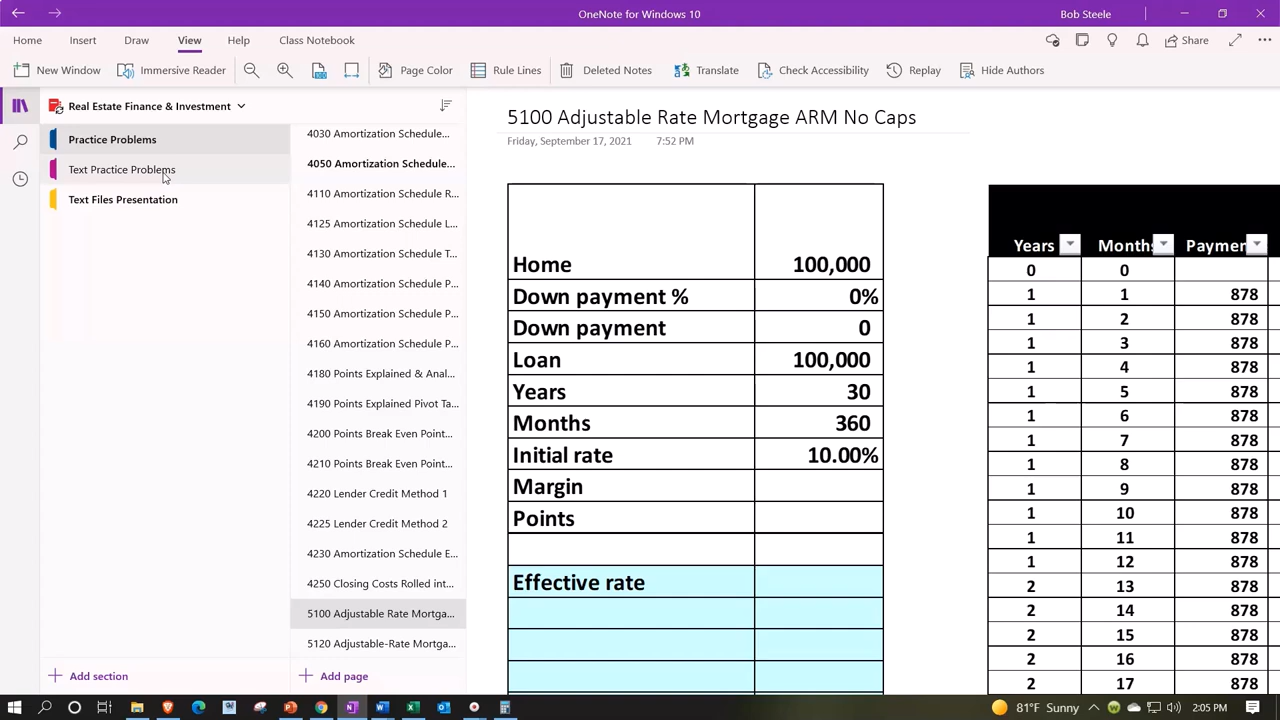 OneNote for Windows 10
Bob Steele
Home Insert Draw View Help Class Notebook
Share
New Window Immersive Reader Page Color Rule Lines Deleted Notes Translate Check Accessibility Replay Hide Authors
Real Estate Finance & Investment
Practice Problems
Text Practice Problems
Text Files Presentation
Add section
4030 Amortization Schedule...
4050 Amortization Schedule...
4110 Amortization Schedule R...
4125 Amortization Schedule L...
4130 Amortization Schedule T...
4140 Amortization Schedule P...
4150 Amortization Schedule P...
4160 Amortization Schedule P...
4180 Points Explained & Anal...
4190 Points Explained Pivot Ta...
4200 Points Break Even Point...
4210 Points Break Even Point...
4220 Lender Credit Method 1
4225 Lender Credit Method 2
4230 Amortization Schedule E...
4250 Closing Costs Rolled int...
5100 Adjustable Rate Mortga...
5120 Adjustable-Rate Mortga...
Add page
5100 Adjustable Rate Mortgage ARM No Caps
Friday, September 17, 2021 7:52 PM
Home 100,000
Down payment % 0%
Down payment 0
Loan 100,000
Years 30
Months 360
Initial rate 10.00%
Margin
Points
Effective rate
Years Months Paymen
0 0
1 1 878
1 2 878
1 3 878
1 4 878
1 5 878
1 6 878
1 7 878
1 8 878
1 9 878
1 10 878
1 11 878
1 12 878
2 13 878
2 14 878
2 15 878
2 16 878
2 17 878
81°F Sunny 2:05 PM